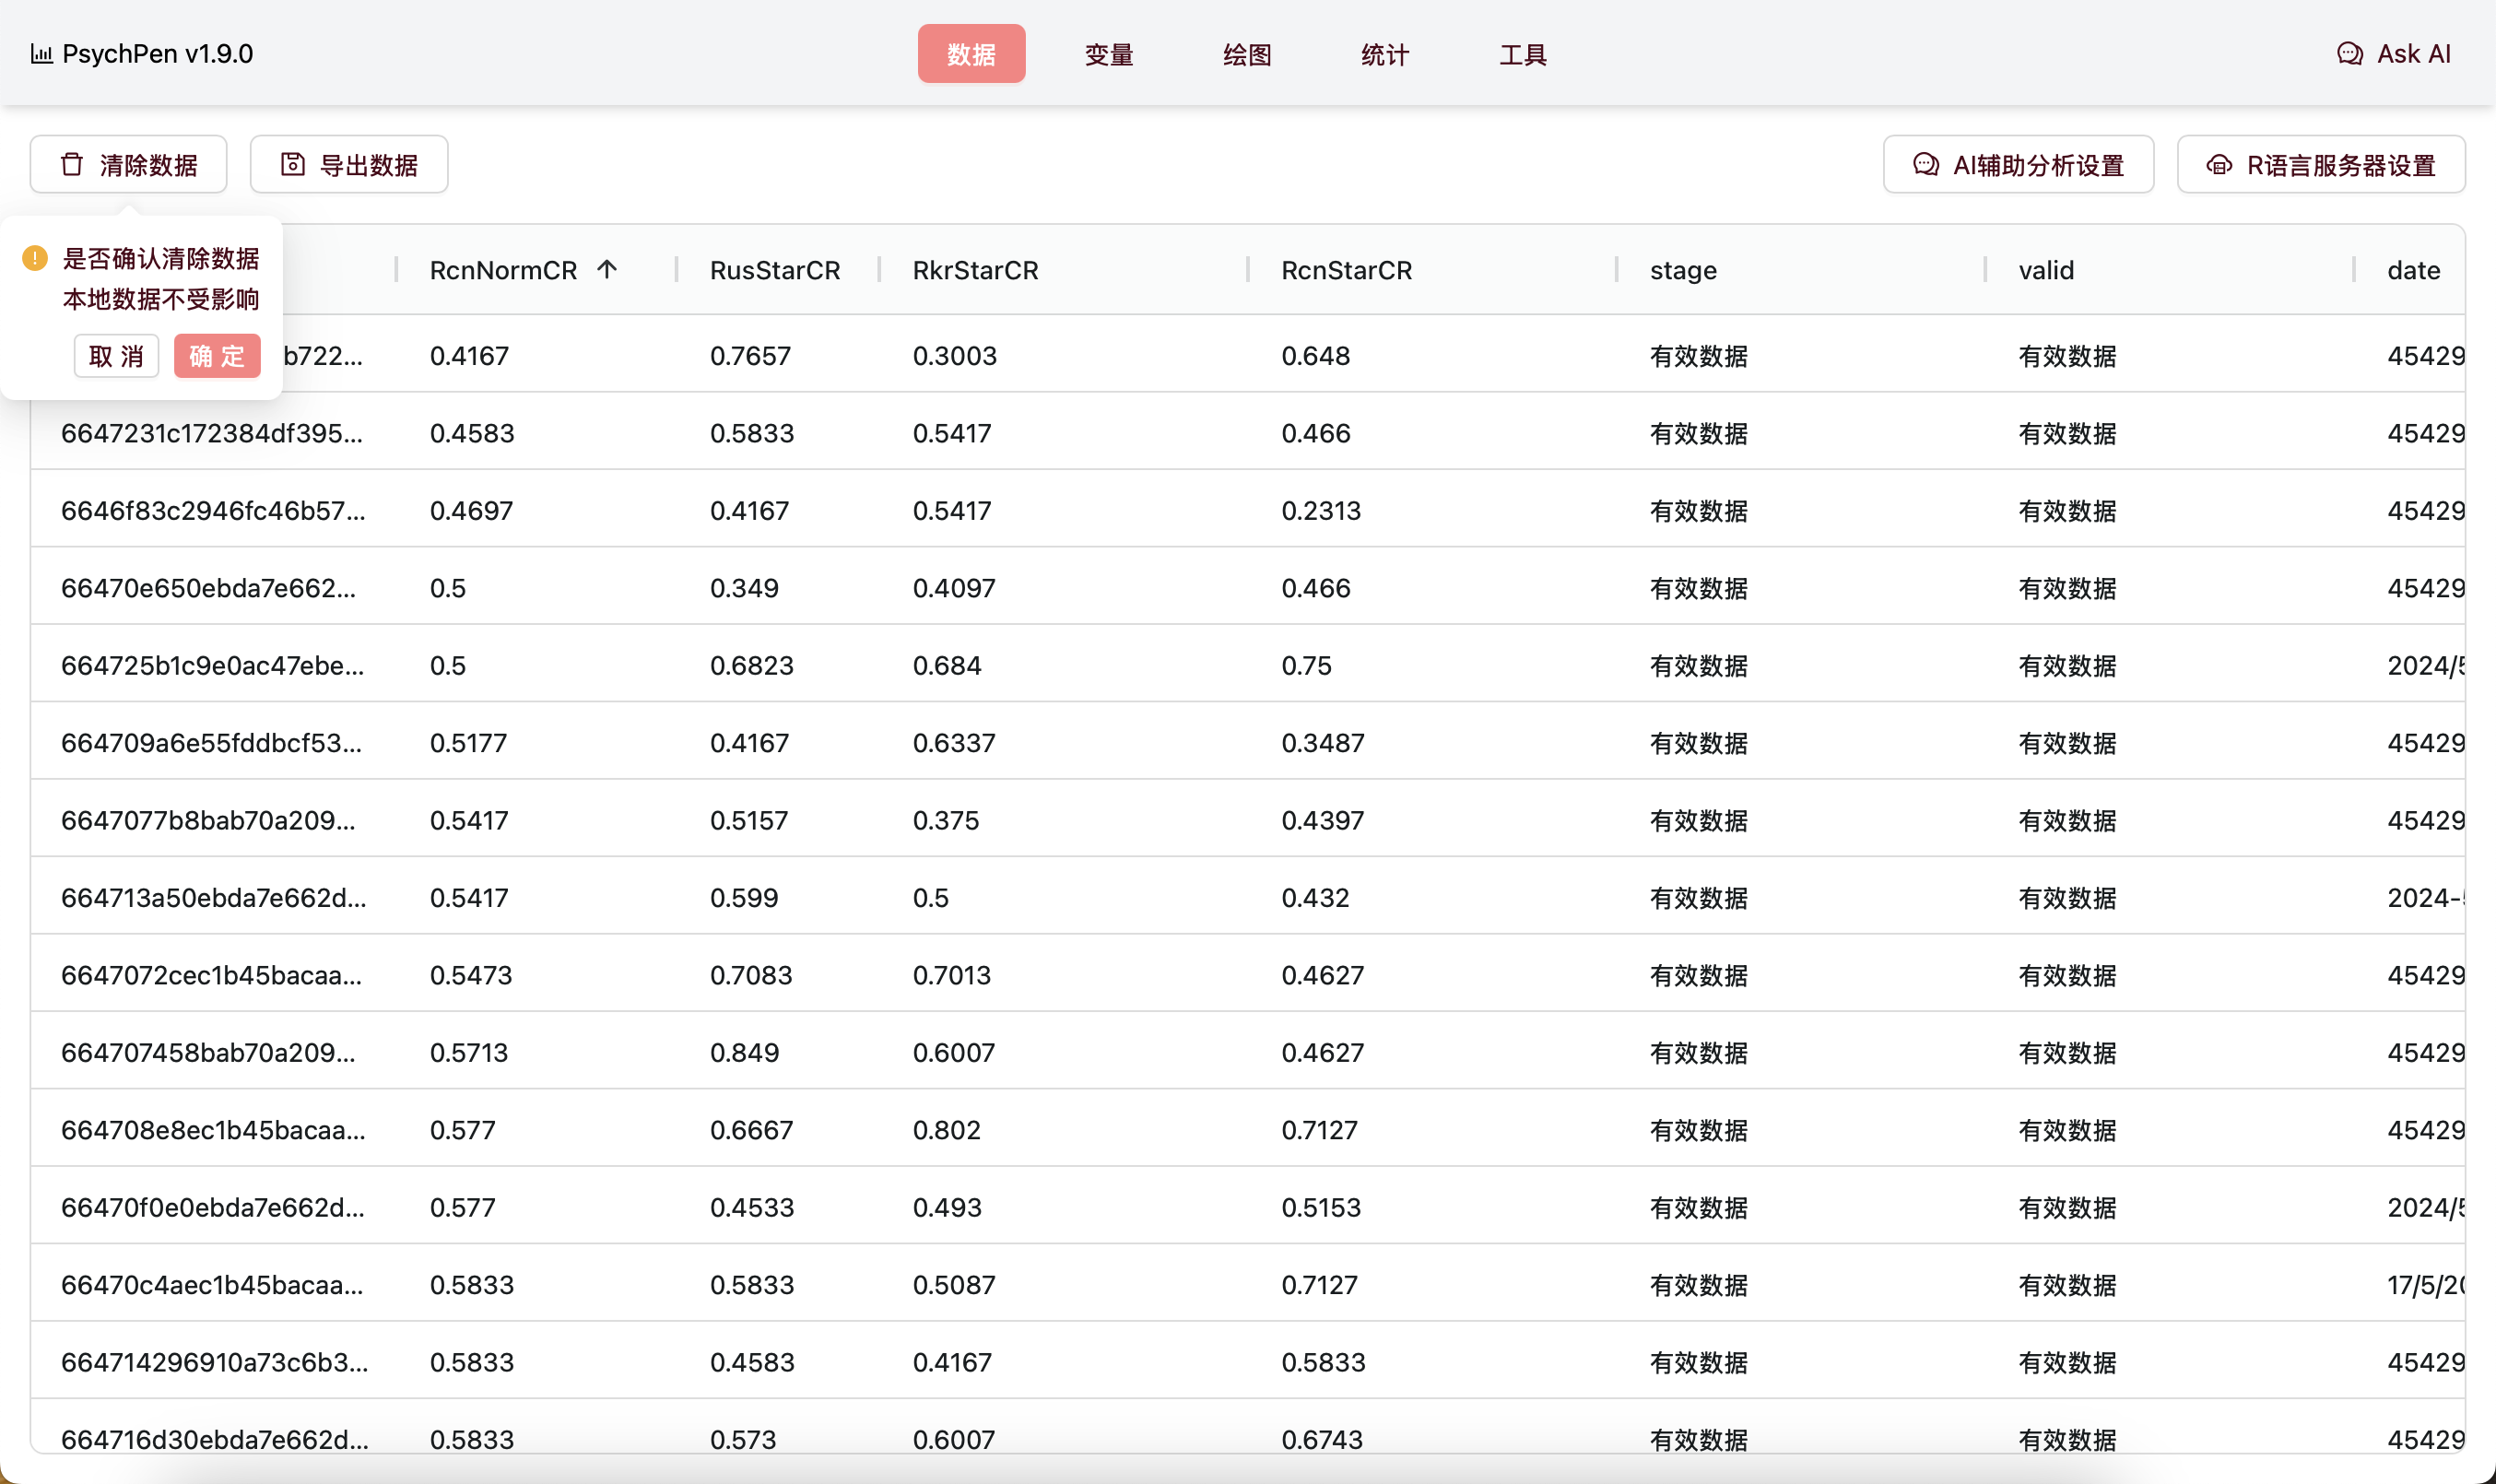 PsychPen v1.9.0 数据 变量 绘图 统计 工具 Ask AI
清除数据 导出数据 AI辅助分析设置 R语言服务器设置
是否确认清除数据
本地数据不受影响
取 消 确 定
RcnNormCR RusStarCR RkrStarCR RcnStarCR stage valid date
b722... 0.4167 0.7657 0.3003 0.648 有效数据 有效数据 45429
6647231c172384df395... 0.4583 0.5833 0.5417 0.466 有效数据 有效数据 45429
6646f83c2946fc46b57... 0.4697 0.4167 0.5417 0.2313 有效数据 有效数据 45429
66470e650ebda7e662... 0.5 0.349 0.4097 0.466 有效数据 有效数据 45429
664725b1c9e0ac47ebe... 0.5 0.6823 0.684 0.75 有效数据 有效数据 2024/5
664709a6e55fddbcf53... 0.5177 0.4167 0.6337 0.3487 有效数据 有效数据 45429
6647077b8bab70a209... 0.5417 0.5157 0.375 0.4397 有效数据 有效数据 45429
664713a50ebda7e662d... 0.5417 0.599 0.5 0.432 有效数据 有效数据 2024-5
6647072cec1b45bacaa... 0.5473 0.7083 0.7013 0.4627 有效数据 有效数据 45429
664707458bab70a209... 0.5713 0.849 0.6007 0.4627 有效数据 有效数据 45429
664708e8ec1b45bacaa... 0.577 0.6667 0.802 0.7127 有效数据 有效数据 45429
66470f0e0ebda7e662d... 0.577 0.4533 0.493 0.5153 有效数据 有效数据 2024/5
66470c4aec1b45bacaa... 0.5833 0.5833 0.5087 0.7127 有效数据 有效数据 17/5/20
664714296910a73c6b3... 0.5833 0.4583 0.4167 0.5833 有效数据 有效数据 45429
664716d30ebda7e662d... 0.5833 0.573 0.6007 0.6743 有效数据 有效数据 45429